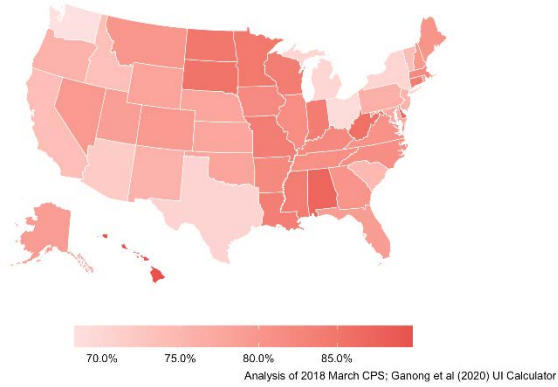 70.0% 75.0% 80.0% 85.0%
Analysis of 2018 March CPS; Ganong et al (2020) UI Calculator